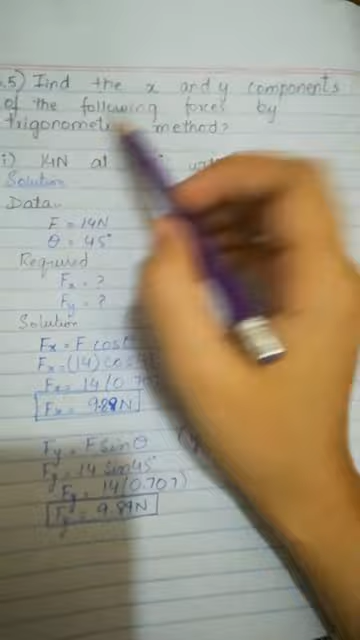 5) Find the x and y components
of the following forces by
trigonomet method?
i) 14N at
Solution
Data
F = 14N
θ = 45°
Required
Fx = ?
Fy = ?
Solution
Fx = F cos
Fx = (14) cos
Fx = 14(0.70
Fx = 9.89N
Fy = F Sin θ
Fy = 14 Sin 45°
Fy = 14(0.707)
Fy = 9.89N